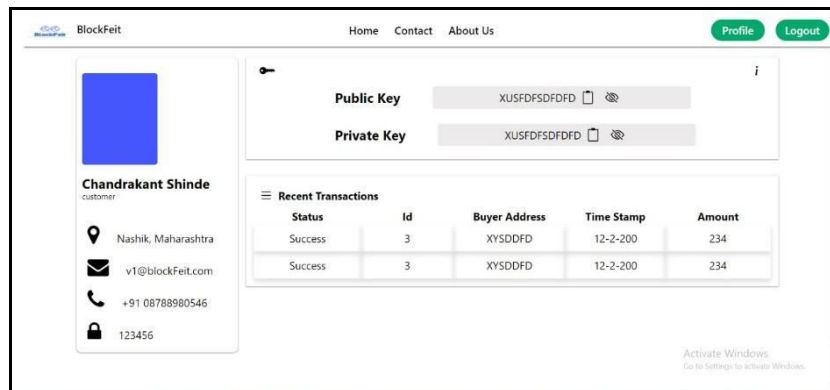 BlockFeit BlockFeit Home Contact About Us Profile Logout
i
Public Key XUSFDFSDFDFD
Private Key XUSFDFSDFDFD
Chandrakant Shinde
customer
Nashik, Maharashtra
v1@blockFeit.com
+91 08788980546
123456
Recent Transactions
Status Id Buyer Address Time Stamp Amount
Success 3 XYSDDFD 12-2-200 234
Success 3 XYSDDFD 12-2-200 234
Activate Windows
Go to Settings to activate Windows.